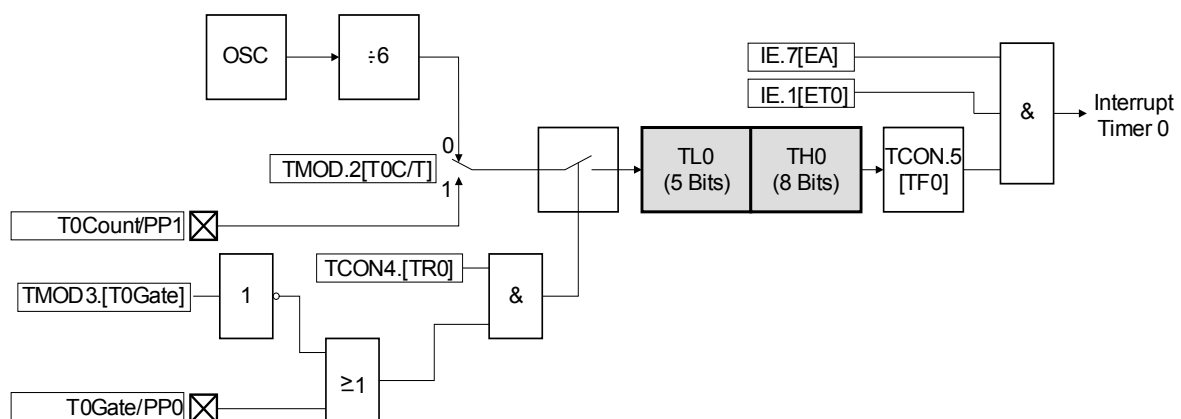 OSC
÷6
IE.7[EA]
IE.1[ET0]
&
Interrupt
Timer 0
0
TMOD.2[T0C/T]
1
TL0
(5 Bits)
TH0
(8 Bits)
TCON.5
[TF0]
T0Count/PP1
TCON4.[TR0]
&
TMOD3.[T0Gate]
1
≥1
T0Gate/PP0